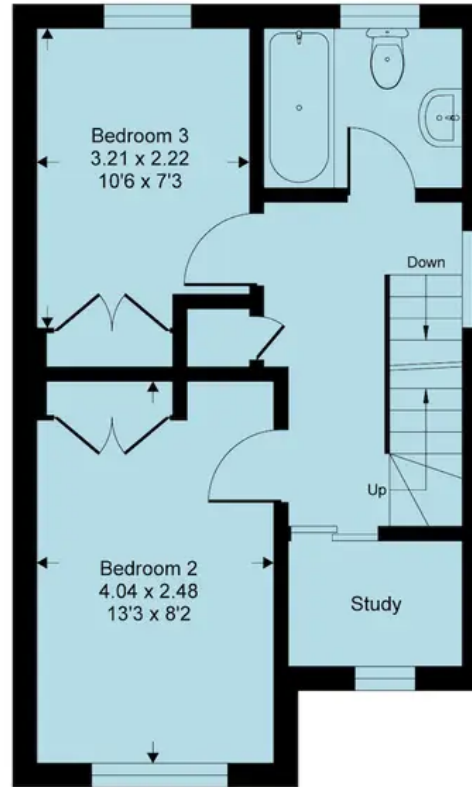 Bedroom 3
3.21 x 2.22
10'6 x 7'3
Down
Up
Bedroom 2
4.04 x 2.48
13'3 x 8'2
Study